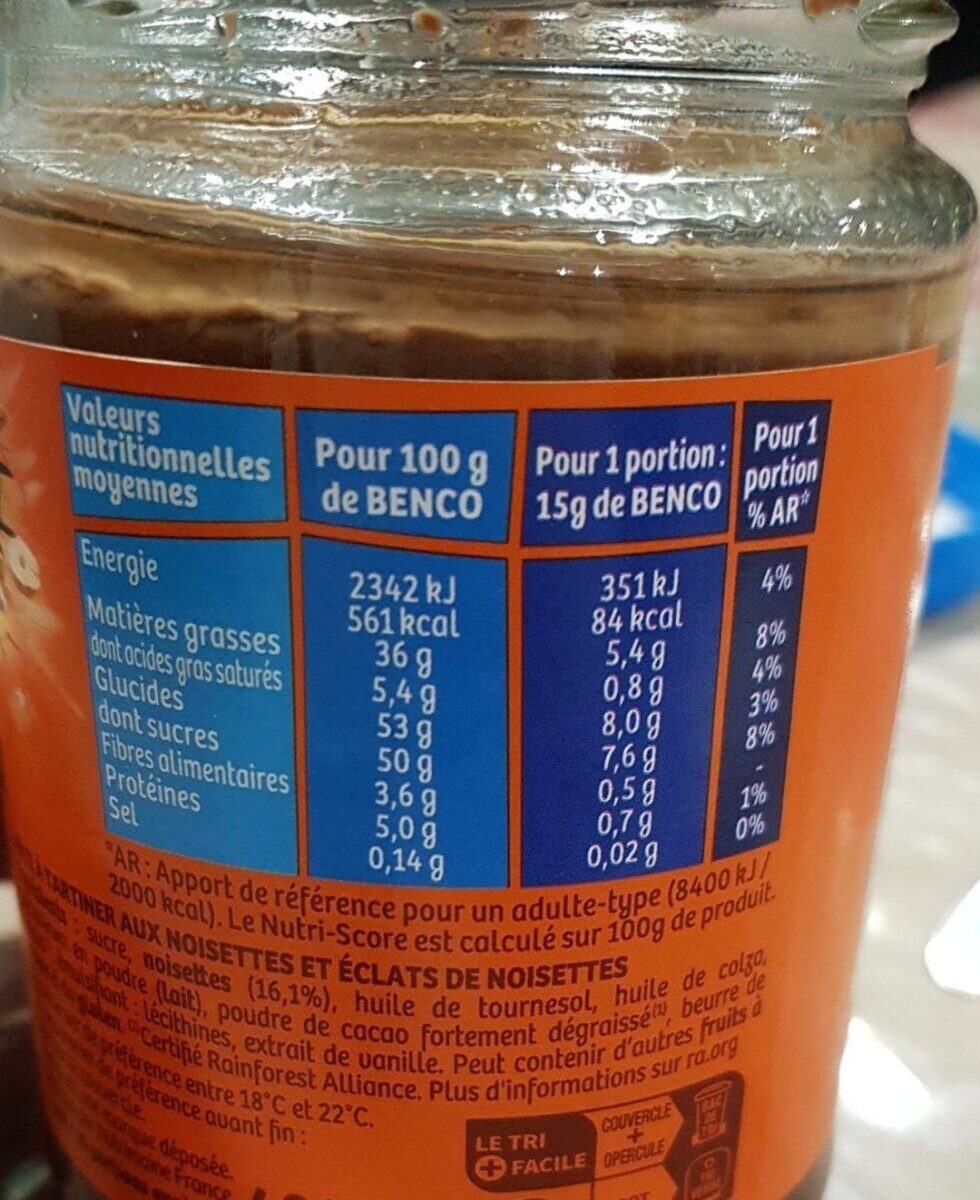 Valeurs nutritionnelles moyennes
Pour 100 g de BENCO
Pour 1 portion : 15g de BENCO
Pour 1 portion % AR*
Energie 2342 kJ 351 kJ 4%
561 kcal 84 kcal
Matières grasses 36 g 5,4 g 8%
dont acides gras saturés 5,4 g 0,8 g 4%
Glucides 53 g 8,0 g 3%
dont sucres 50 g 7,6 g 8%
Fibres alimentaires 3,6 g 0,5 g -
Protéines 5,0 g 0,7 g 1%
Sel 0,14 g 0,02 g 0%
*AR : Apport de référence pour un adulte-type (8400 kJ /
2000 kcal). Le Nutri-Score est calculé sur 100g de produit.
À TARTINER AUX NOISETTES ET ÉCLATS DE NOISETTES
: sucre, noisettes (16,1%), huile de tournesol, huile de colza,
en poudre (lait), poudre de cacao fortement dégraissé⁽¹⁾, beurre de
: lécithines, extrait de vanille. Peut contenir d'autres fruits à
gluten. ⁽¹⁾Certifié Rainforest Alliance. Plus d'informations sur ra.org
préférence entre 18°C et 22°C.
préférence avant fin :
marque déposée.
France
LE TRI
+ FACILE
COUVERCLE
+
OPERCULE